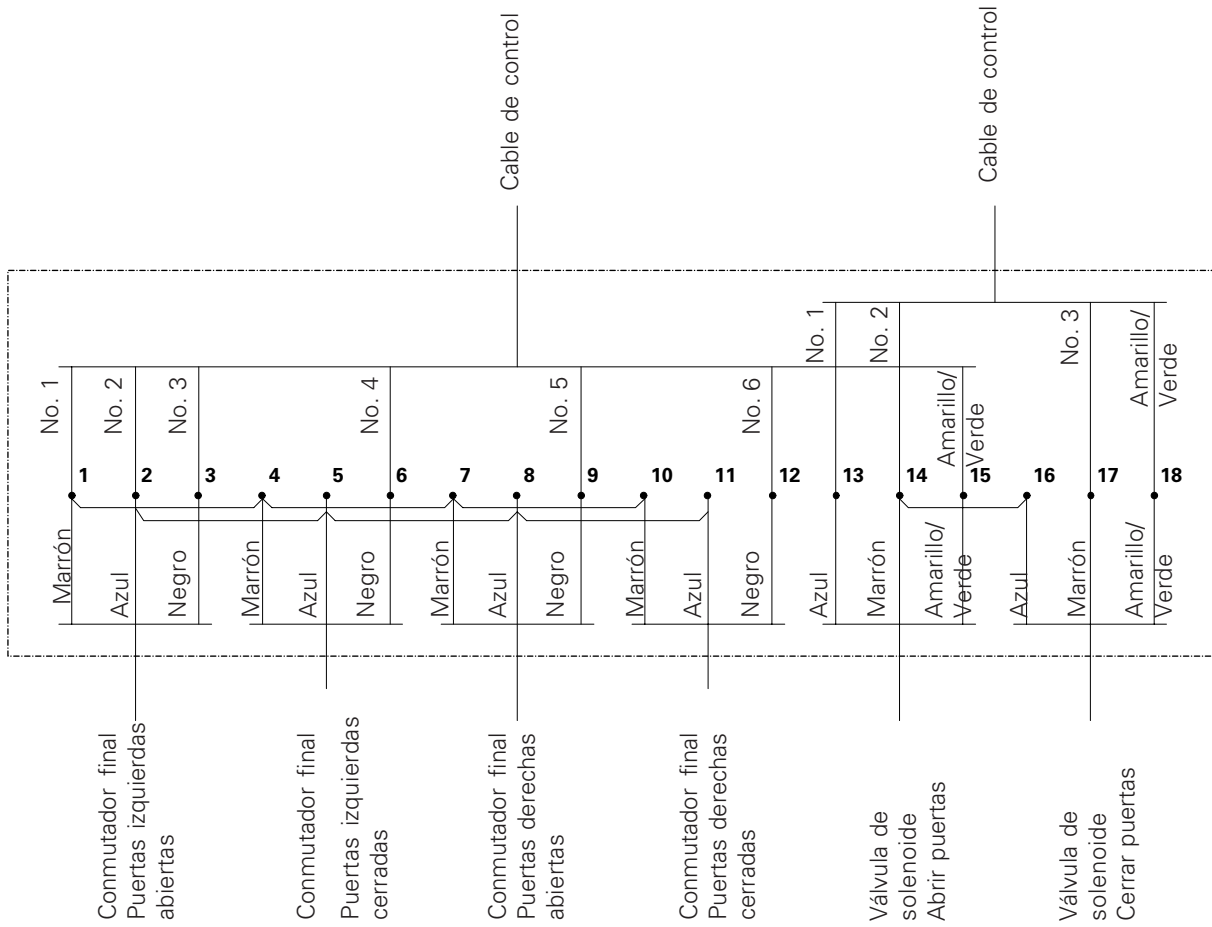 Cable de control
Cable de control
No. 1
No. 2
No. 3
No. 4
No. 5
No. 6
Amarillo/
Verde
No. 1
No. 2
No. 3
Amarillo/
Verde
1
2
3
4
5
6
7
8
9
10
11
12
13
14
15
16
17
18
Marrón
Azul
Negro
Marrón
Azul
Negro
Marrón
Azul
Negro
Marrón
Azul
Negro
Azul
Marrón
Amarillo/
Verde
Azul
Marrón
Amarillo/
Verde
Conmutador final
Puertas izquierdas
abiertas
Conmutador final
Puertas izquierdas
cerradas
Conmutador final
Puertas derechas
abiertas
Conmutador final
Puertas derechas
cerradas
Válvula de
solenoide
Abrir puertas
Válvula de
solenoide
Cerrar puertas